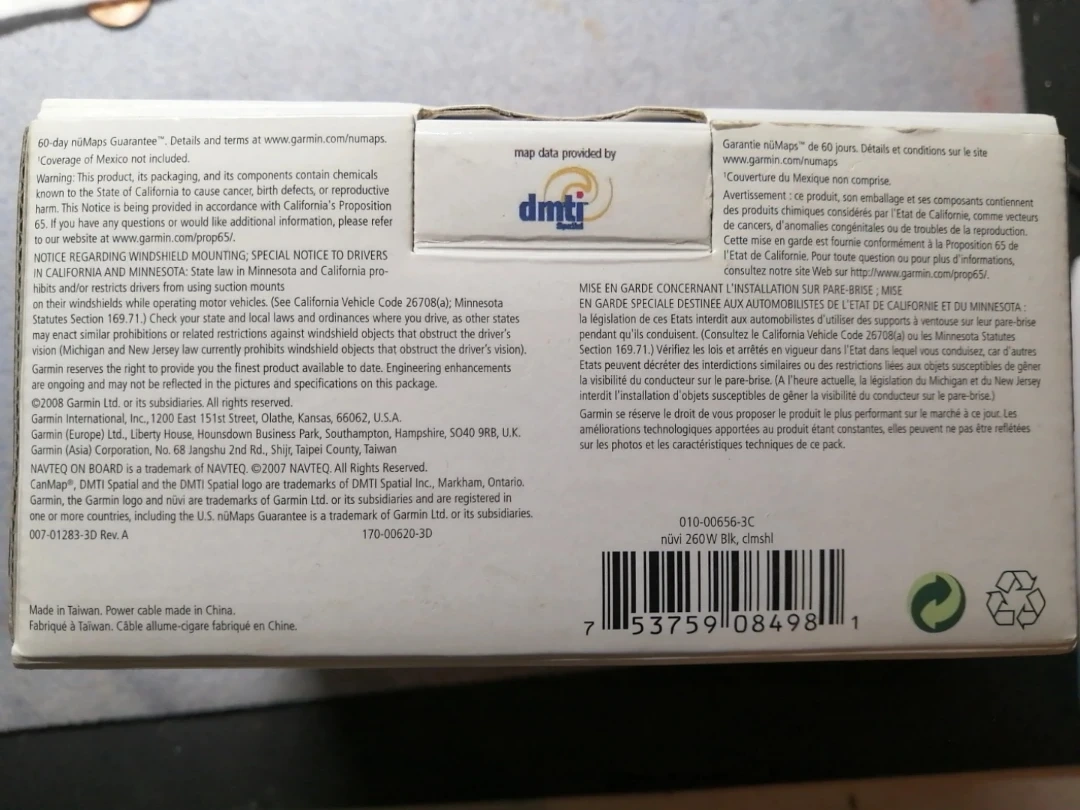 60-day nüMaps Guarantee™. Details and terms at www.garmin.com/numaps.
¹Coverage of Mexico not included.
Warning: This product, its packaging, and its components contain chemicals
known to the State of California to cause cancer, birth defects, or reproductive
harm. This Notice is being provided in accordance with California's Proposition
65. If you have any questions or would like additional information, please refer
to our website at www.garmin.com/prop65/.
NOTICE REGARDING WINDSHIELD MOUNTING; SPECIAL NOTICE TO DRIVERS
IN CALIFORNIA AND MINNESOTA: State law in Minnesota and California pro-
hibits and/or restricts drivers from using suction mounts
on their windshields while operating motor vehicles. (See California Vehicle Code 26708(a); Minnesota
Statutes Section 169.71.) Check your state and local laws and ordinances where you drive, as other states
may enact similar prohibitions or related restrictions against windshield objects that obstruct the driver's
vision (Michigan and New Jersey law currently prohibits windshield objects that obstruct the driver's vision).
Garmin reserves the right to provide you the finest product available to date. Engineering enhancements
are ongoing and may not be reflected in the pictures and specifications on this package.
©2008 Garmin Ltd. or its subsidiaries. All rights reserved.
Garmin International, Inc., 1200 East 151st Street, Olathe, Kansas, 66062, U.S.A.
Garmin (Europe) Ltd., Liberty House, Hounsdown Business Park, Southampton, Hampshire, SO40 9RB, U.K.
Garmin (Asia) Corporation, No. 68 Jangshu 2nd Rd., Shijr, Taipei County, Taiwan
NAVTEQ ON BOARD is a trademark of NAVTEQ. ©2007 NAVTEQ. All Rights Reserved.
CanMap®, DMTI Spatial and the DMTI Spatial logo are trademarks of DMTI Spatial Inc., Markham, Ontario.
Garmin, the Garmin logo and nüvi are trademarks of Garmin Ltd. or its subsidiaries and are registered in
one or more countries, including the U.S. nüMaps Guarantee is a trademark of Garmin Ltd. or its subsidiaries.
007-01283-3D Rev. A
170-00620-3D
Made in Taiwan. Power cable made in China.
Fabriqué à Taïwan. Câble allume-cigare fabriqué en Chine.
map data provided by
dmti
Spatial
Garantie nüMaps™ de 60 jours. Détails et conditions sur le site
www.garmin.com/numaps
¹Couverture du Mexique non comprise.
Avertissement : ce produit, son emballage et ses composants contiennent
des produits chimiques considérés par l'Etat de Californie, comme vecteurs
de cancers, d'anomalies congénitales ou de troubles de la reproduction.
Cette mise en garde est fournie conformément à la Proposition 65 de
l'Etat de Californie. Pour toute question ou pour plus d'informations,
consultez notre site Web sur http://www.garmin.com/prop65/.
MISE EN GARDE CONCERNANT L'INSTALLATION SUR PARE-BRISE ; MISE
EN GARDE SPECIALE DESTINEE AUX AUTOMOBILISTES DE L'ETAT DE CALIFORNIE ET DU MINNESOTA :
la législation de ces Etats interdit aux automobilistes d'utiliser des supports à ventouse sur leur pare-brise
pendant qu'ils conduisent. (Consultez le California Vehicle Code 26708(a) ou les Minnesota Statutes
Section 169.71.) Vérifiez les lois et arrêtés en vigueur dans l'Etat dans lequel vous conduisez, car d'autres
Etats peuvent décréter des interdictions similaires ou des restrictions liées aux objets susceptibles de gêner
la visibilité du conducteur sur le pare-brise. (A l'heure actuelle, la législation du Michigan et du New Jersey
interdit l'installation d'objets susceptibles de gêner la visibilité du conducteur sur le pare-brise.)
Garmin se réserve le droit de vous proposer le produit le plus performant sur le marché à ce jour. Les
améliorations technologiques apportées au produit étant constantes, elles peuvent ne pas être reflétées
sur les photos et les caractéristiques techniques de ce pack.
010-00656-3C
nüvi 260W Blk, clmshl
7 53759 08498 1